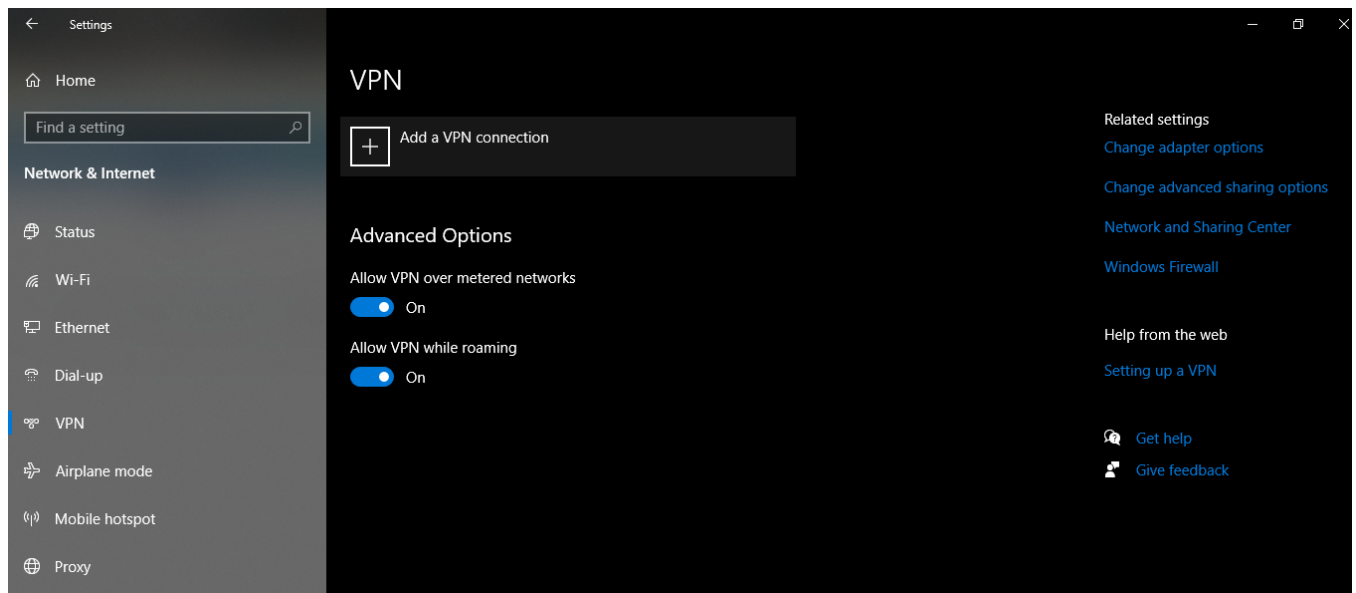 Settings
Home
Find a setting
Network & Internet
Status
Wi-Fi
Ethernet
Dial-up
VPN
Airplane mode
Mobile hotspot
Proxy
VPN
Add a VPN connection
Advanced Options
Allow VPN over metered networks
On
Allow VPN while roaming
On
Related settings
Change adapter options
Change advanced sharing options
Network and Sharing Center
Windows Firewall
Help from the web
Setting up a VPN
Get help
Give feedback